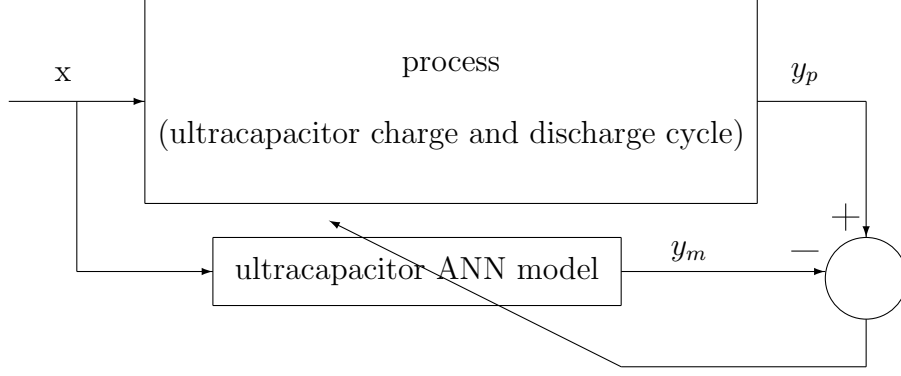 process
x
y_p
(ultracapacitor charge and discharge cycle)
+
−
y_m
ultracapacitor ANN model